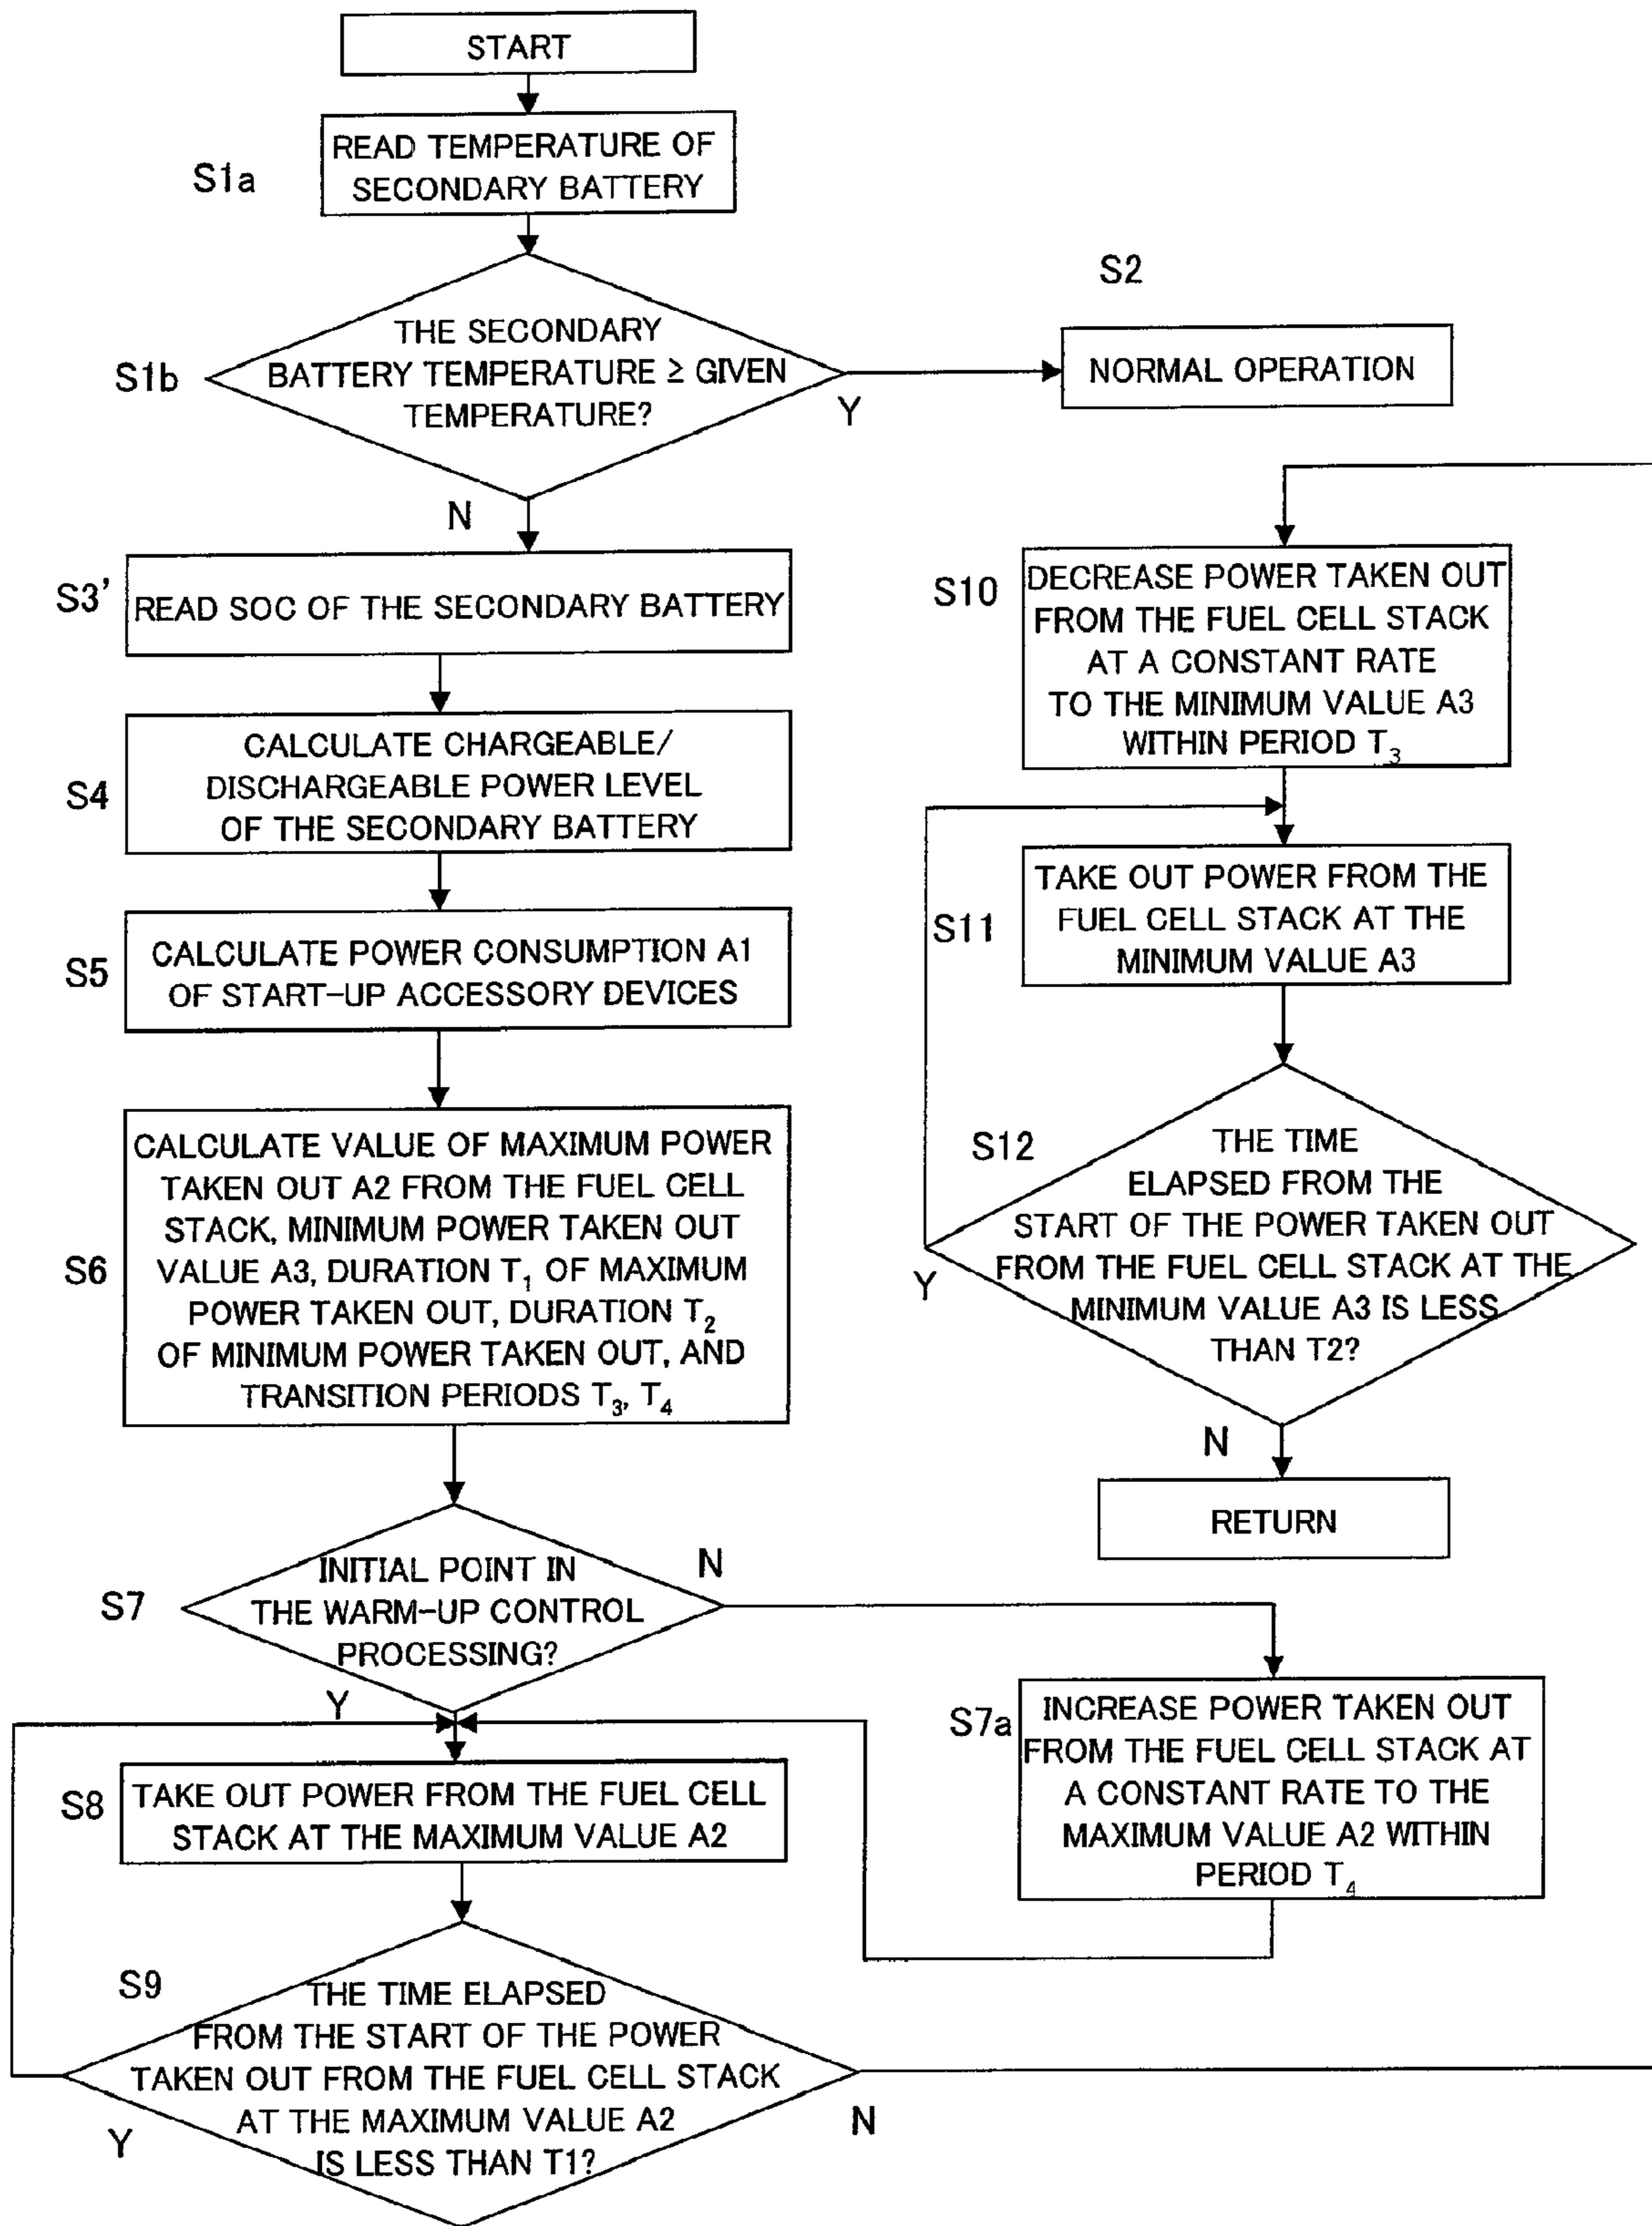 START
S1a
READ TEMPERATURE OF
SECONDARY BATTERY
S1b
THE SECONDARY
BATTERY TEMPERATURE ≥ GIVEN
TEMPERATURE?
Y
S2
NORMAL OPERATION
N
S3'
READ SOC OF THE SECONDARY BATTERY
S4
CALCULATE CHARGEABLE/
DISCHARGEABLE POWER LEVEL
OF THE SECONDARY BATTERY
S5
CALCULATE POWER CONSUMPTION A1
OF START-UP ACCESSORY DEVICES
S6
CALCULATE VALUE OF MAXIMUM POWER
TAKEN OUT A2 FROM THE FUEL CELL
STACK, MINIMUM POWER TAKEN OUT
VALUE A3, DURATION T1 OF MAXIMUM
POWER TAKEN OUT, DURATION T2
OF MINIMUM POWER TAKEN OUT, AND
TRANSITION PERIODS T3, T4
S7
INITIAL POINT IN
THE WARM-UP CONTROL
PROCESSING?
N
Y
S7a
INCREASE POWER TAKEN OUT
FROM THE FUEL CELL STACK AT
A CONSTANT RATE TO THE
MAXIMUM VALUE A2 WITHIN
PERIOD T4
S8
TAKE OUT POWER FROM THE FUEL CELL
STACK AT THE MAXIMUM VALUE A2
S9
THE TIME ELAPSED
FROM THE START OF THE POWER
TAKEN OUT FROM THE FUEL CELL STACK
AT THE MAXIMUM VALUE A2
IS LESS THAN T1?
Y
N
S10
DECREASE POWER TAKEN OUT
FROM THE FUEL CELL STACK
AT A CONSTANT RATE
TO THE MINIMUM VALUE A3
WITHIN PERIOD T3
S11
TAKE OUT POWER FROM THE
FUEL CELL STACK AT THE
MINIMUM VALUE A3
S12
THE TIME
ELAPSED FROM THE
START OF THE POWER TAKEN OUT
FROM THE FUEL CELL STACK AT THE
MINIMUM VALUE A3 IS LESS
THAN T2?
Y
N
RETURN